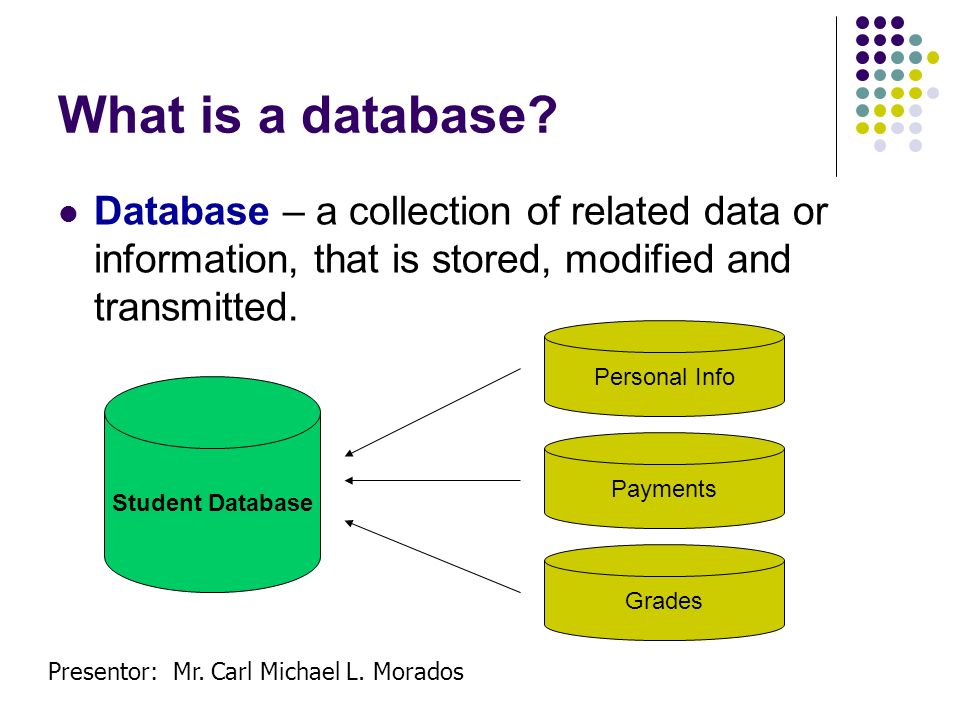 What is a database?
● Database – a collection of related data or
information, that is stored, modified and
transmitted.
Personal Info
Student Database
Payments
Grades
Presentor: Mr. Carl Michael L. Morados